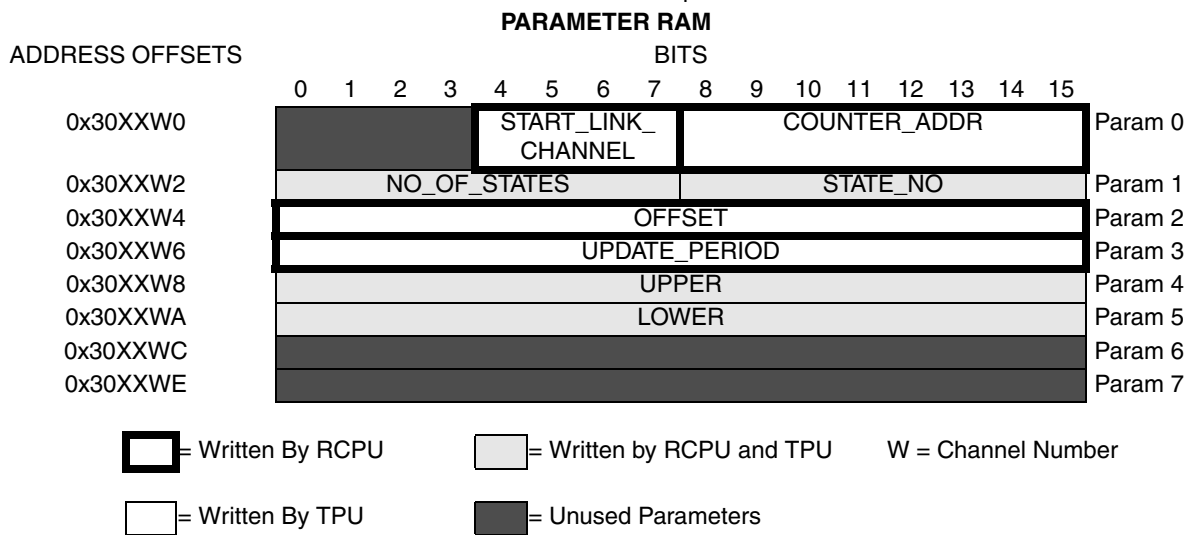 PARAMETER RAM
ADDRESS OFFSETS BITS
0 1 2 3 4 5 6 7 8 9 10 11 12 13 14 15
0x30XXW0 START_LINK_ COUNTER_ADDR Param 0
CHANNEL
0x30XXW2 NO_OF_STATES STATE_NO Param 1
0x30XXW4 OFFSET Param 2
0x30XXW6 UPDATE_PERIOD Param 3
0x30XXW8 UPPER Param 4
0x30XXWA LOWER Param 5
0x30XXWC Param 6
0x30XXWE Param 7
= Written By RCPU = Written by RCPU and TPU W = Channel Number
= Written By TPU = Unused Parameters